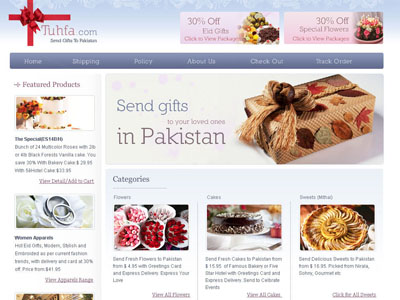 Tuhfa.com
Send Gifts To Pakistan
30% Off
Eid Gifts
Click to View Packages
30% Off
Special Flowers
Click to View Packages
Home Shipping Policy About Us Check Out Track Order
Featured Products
The Special(ES16DH)
Bunch of 24 Multicolor Roses with 2lb
or 4lb Black Forests Vanilla cake. You
save 30% With Bakery Cake $ 29.95
With 5Hotel Cake $ 33.95
View Detail/Add to Cart
Women Apparels
Hot Eid Gifts, Modern, Stylish and
Embroided as per current fashion
trends, with delivery and card at 30%
off. Price from $41.95
View Apparels Range
Send gifts
to your loved ones
in Pakistan
Categories
Flowers
Send Fresh Flowers to Pakistan
from $ 4.95 with Greetings Card
and Express Delivery. Express
Your Love
View All Flowers
Cakes
Send Fresh Cakes to Pakistan from
$ 15.95 of Famous Bakery or Five
Star Hotel with Greetings Card and
Express Delivery. Send to Celebrate
Events.
View All Cakes
Sweets (Mithai)
Send Delicious Sweets to Pakistan
from $ 16.95. Picked from Nirala,
Sohny, Gourmet etc
Click for All Sweets